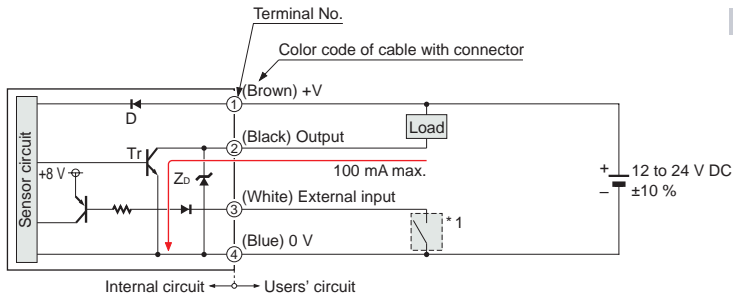 Terminal No.
Color code of cable with connector
1 (Brown) +V
D
Load
2 (Black) Output
Tr
100 mA max.
Sensor circuit
+8 V
ZD
+ 12 to 24 V DC
– ±10 %
3 (White) External input
* 1
4 (Blue) 0 V
Internal circuit Users' circuit